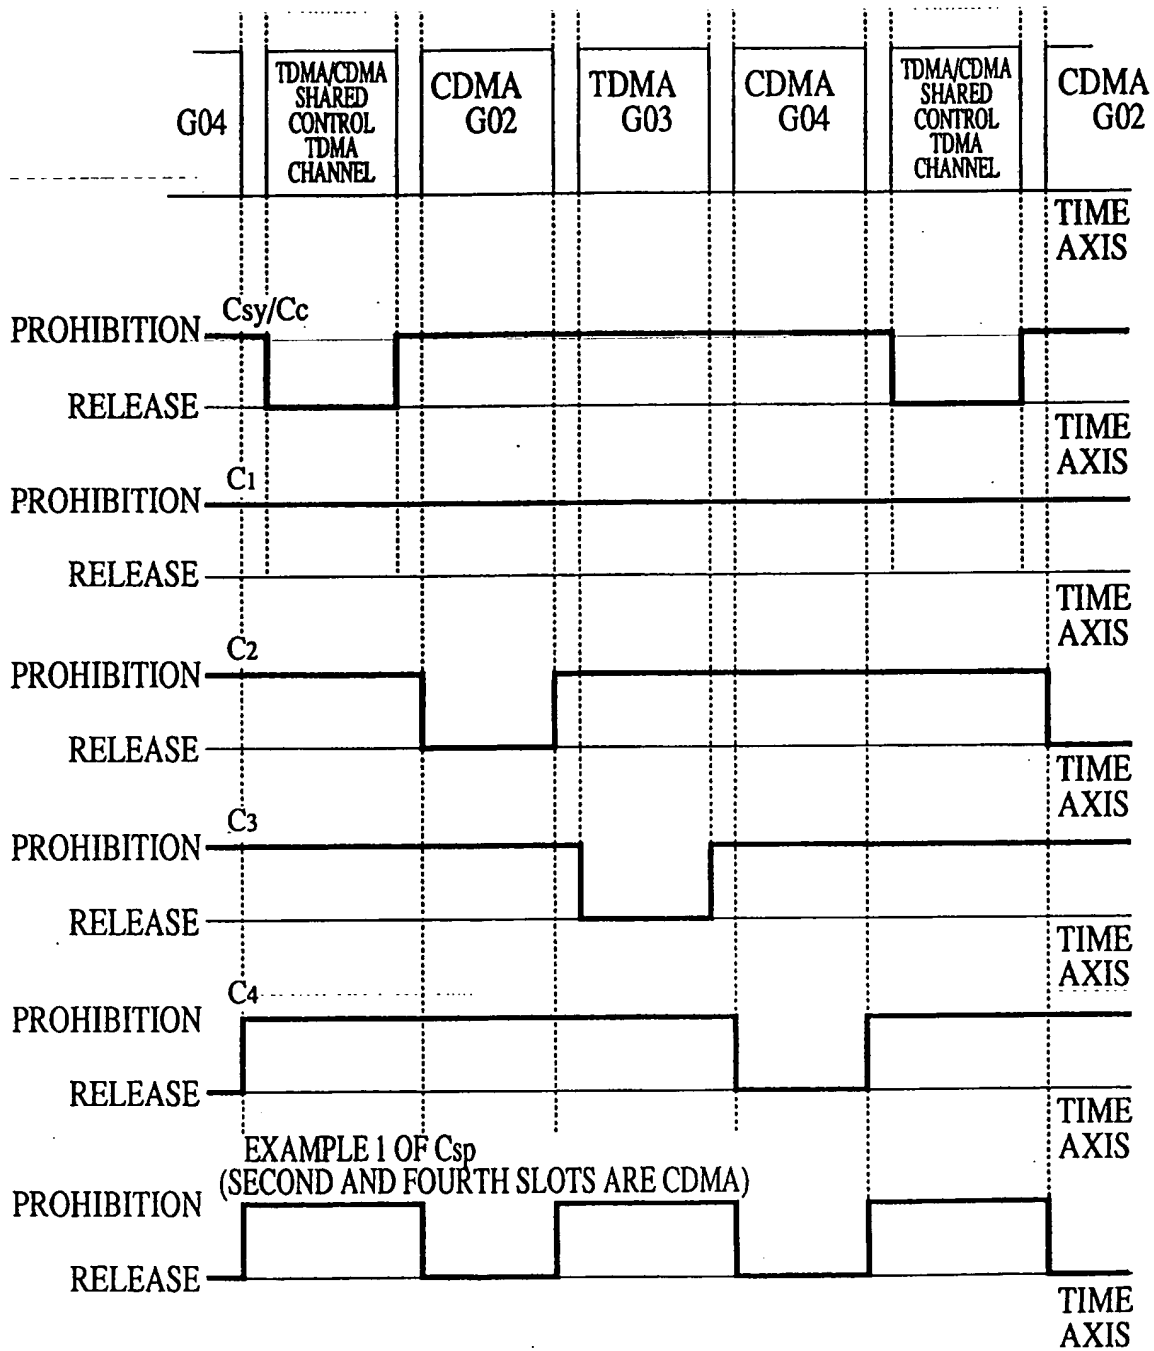 G04
TDMA/CDMA
SHARED
CONTROL
TDMA
CHANNEL
CDMA
G02
TDMA
G03
CDMA
G04
TDMA/CDMA
SHARED
CONTROL
TDMA
CHANNEL
CDMA
G02
TIME
AXIS
Csy/Cc
PROHIBITION
RELEASE
TIME
AXIS
C1
PROHIBITION
RELEASE
TIME
AXIS
C2
PROHIBITION
RELEASE
TIME
AXIS
C3
PROHIBITION
RELEASE
TIME
AXIS
C4
PROHIBITION
RELEASE
TIME
AXIS
EXAMPLE 1 OF Csp
(SECOND AND FOURTH SLOTS ARE CDMA)
PROHIBITION
RELEASE
TIME
AXIS